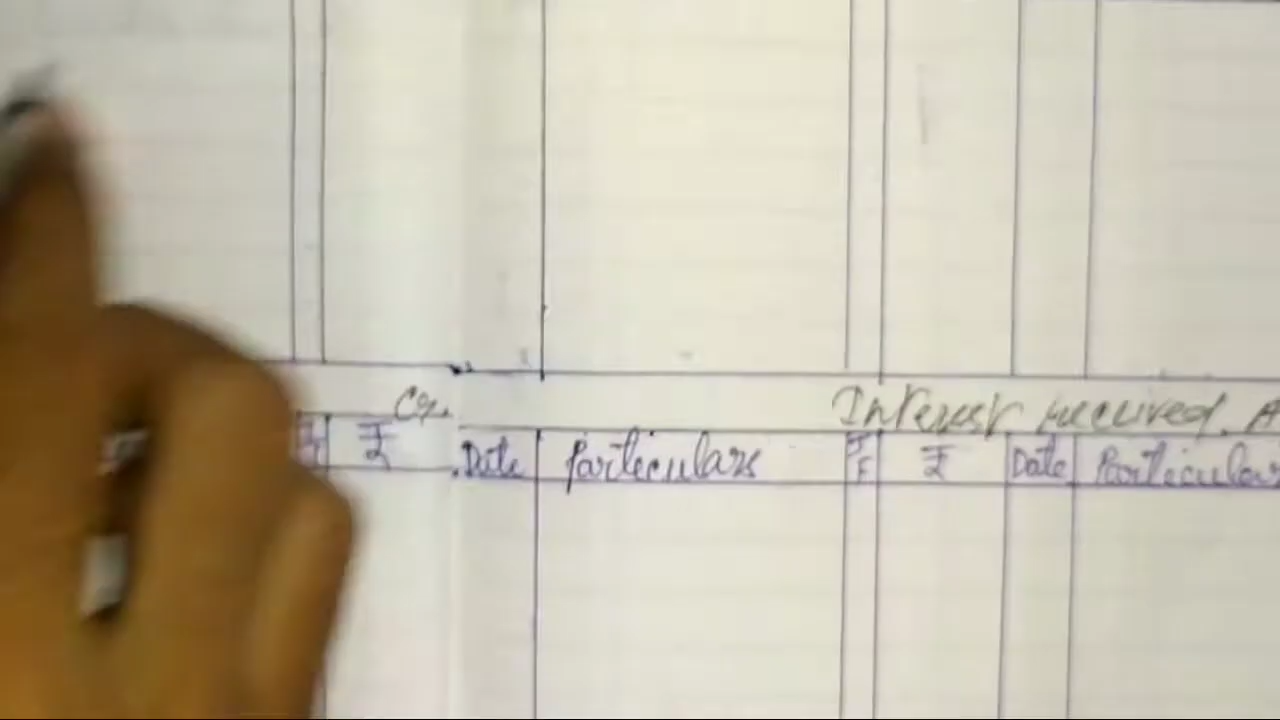 Cr. Interest received. A
₹ Date Particulars J F ₹ Date Particulars